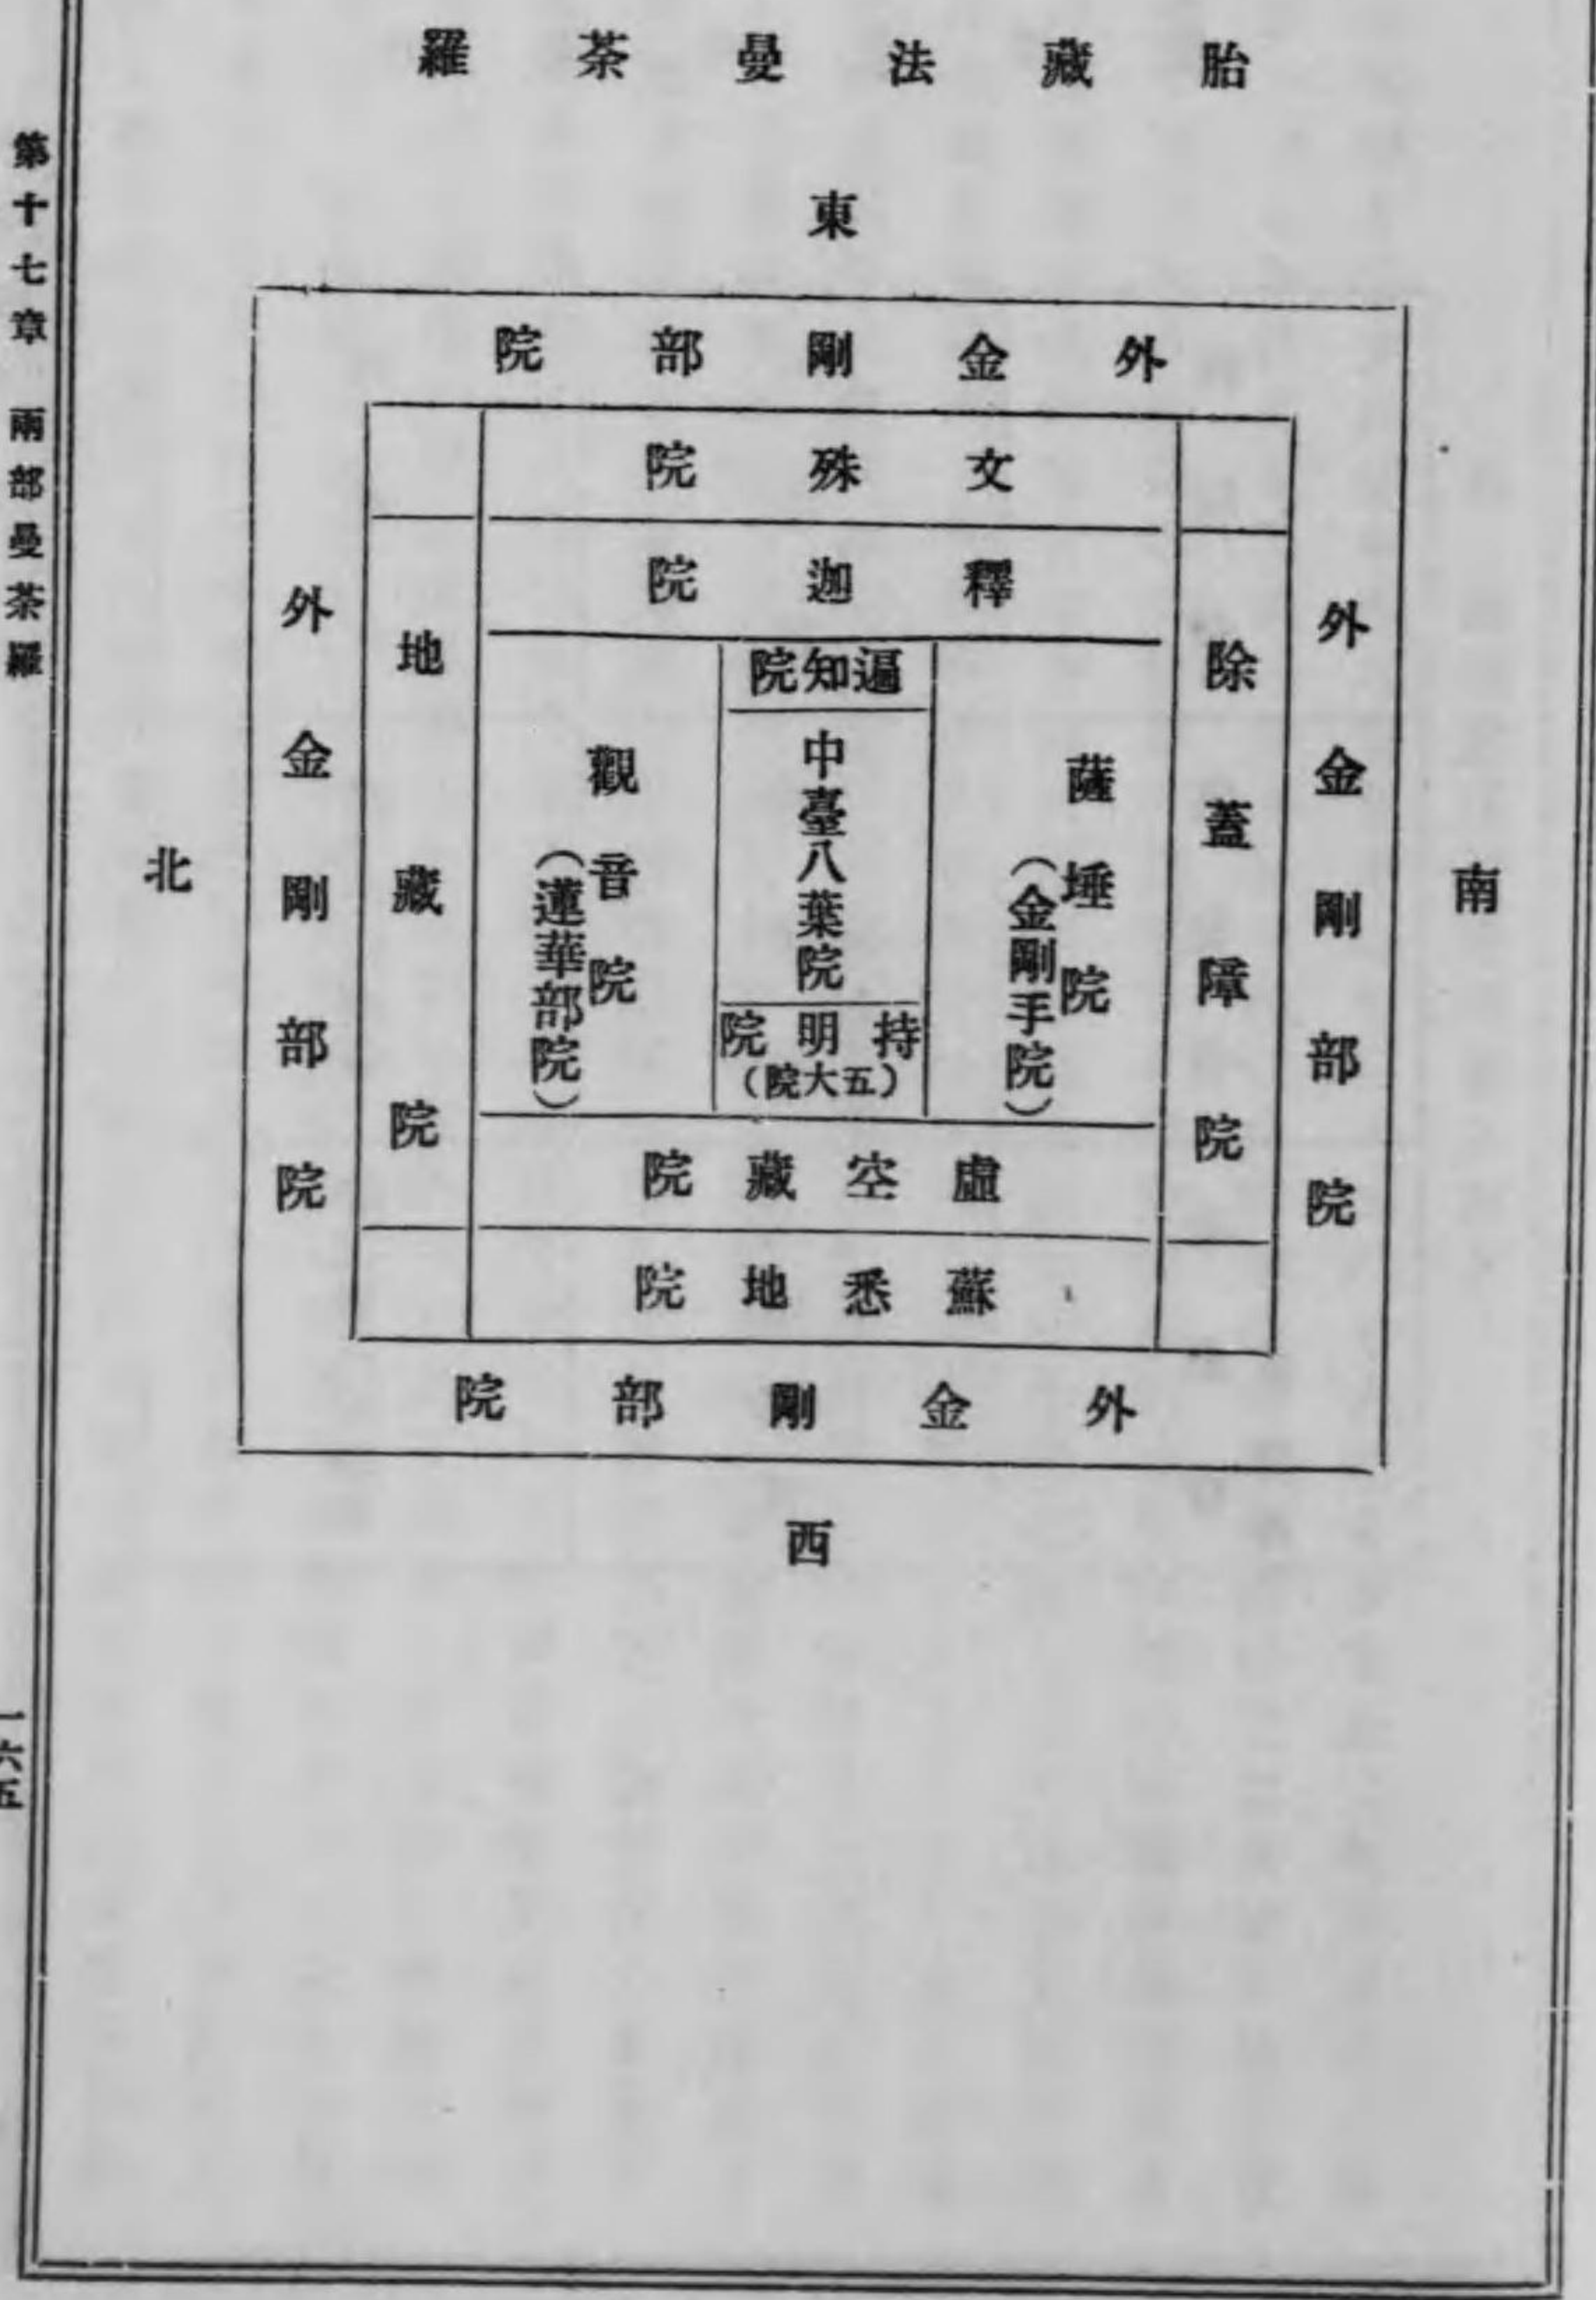 胎藏法曼荼羅
東
外金剛部院
文殊院
釋迦院
遍知院
中臺八葉院
持明院
(五大院)
薩埵院
(金剛手院)
觀音院
(蓮華部院)
除蓋障院
地藏院
外金剛部院
外金剛部院
南
北
虛空藏院
蘇悉地院
外金剛部院
西
第十七章 兩部曼荼羅
一六五